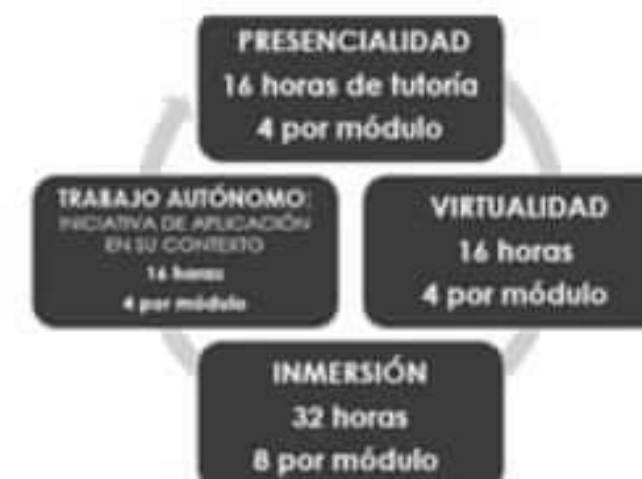 PRESENCIALIDAD
16 horas de tutoría
4 por módulo
VIRTUALIDAD
16 horas
4 por módulo
INMERSIÓN
32 horas
8 por módulo
TRABAJO AUTÓNOMO:
INICIATIVA DE APLICACIÓN
EN SU CONTEXTO
16 horas
4 por módulo